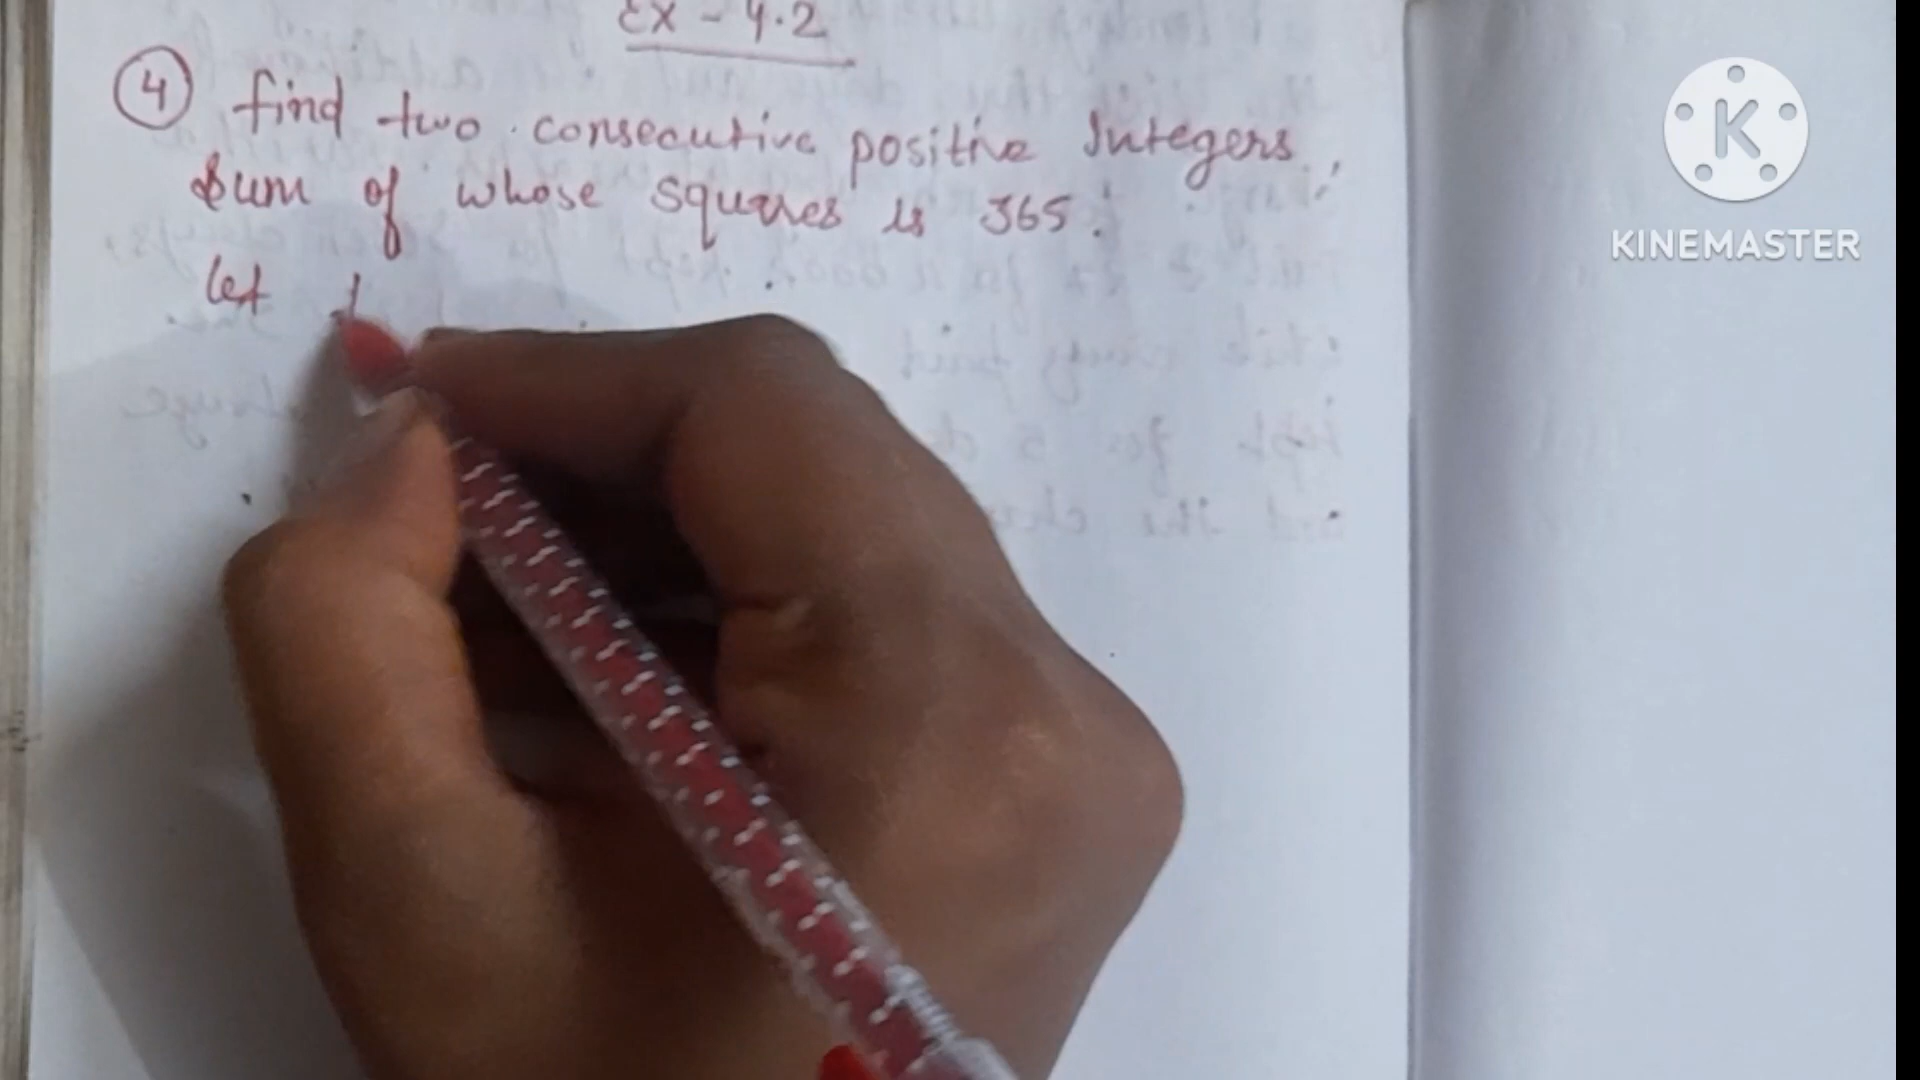 Ex - 4.2
4 find two consecutive positive Integers,
Sum of whose squares is 365.
let
K
KINEMASTER